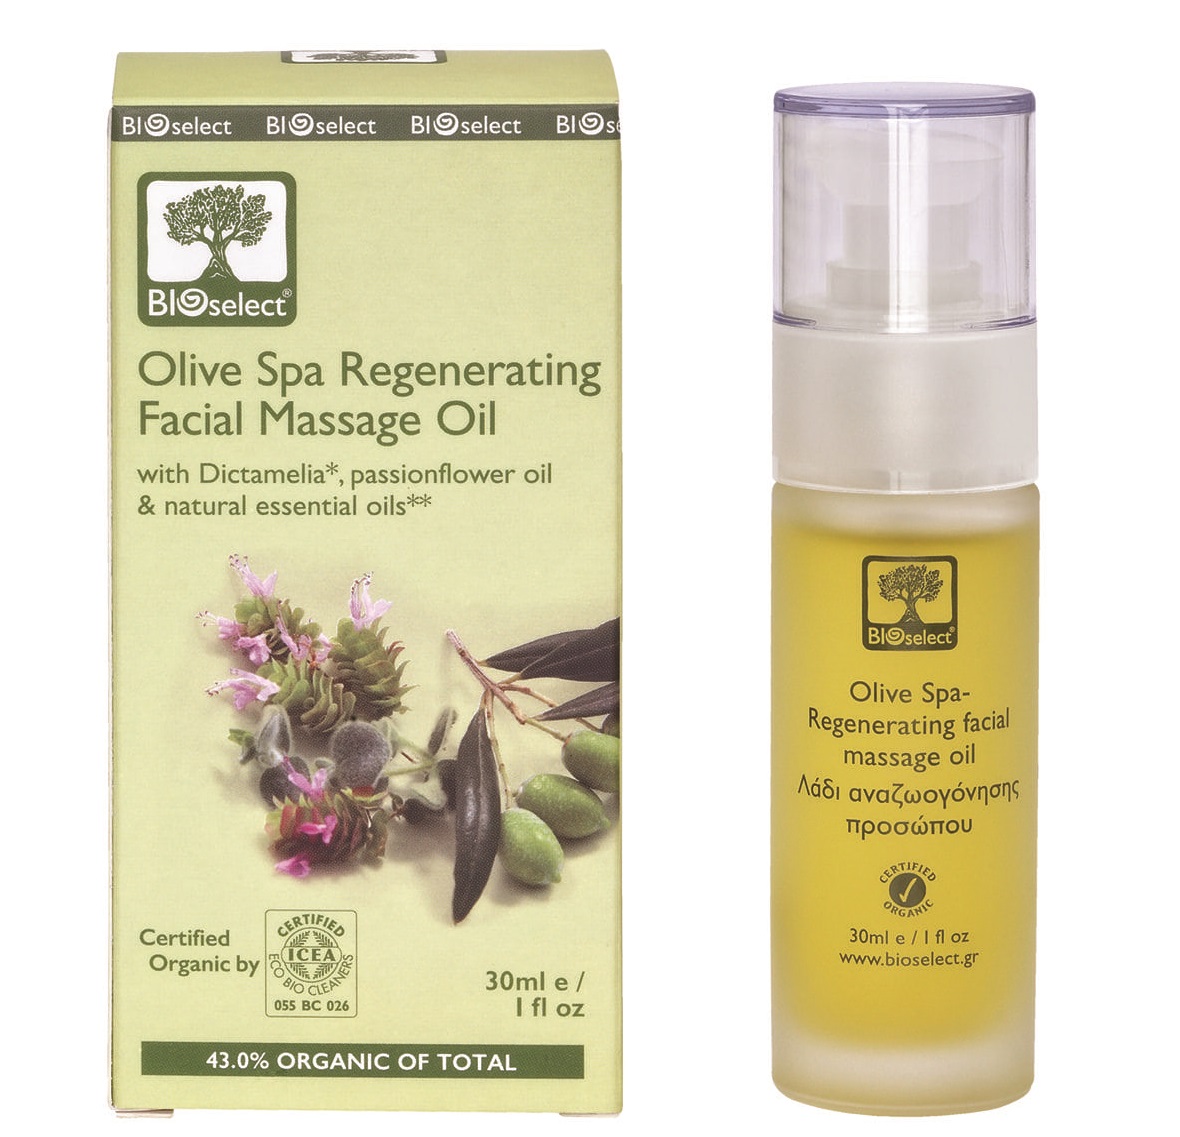 BIOselect BIOselect BIOselect BIOse
BIOselect®
Olive Spa Regenerating
Facial Massage Oil
with Dictamelia*, passionflower oil
& natural essential oils**
Certified
Organic by
CERTIFIED
ICEA
ECO BIO CLEANERS
055 BC 026
30ml e /
1 fl oz
43.0% ORGANIC OF TOTAL
BIOselect®
Olive Spa-
Regenerating facial
massage oil
Λάδι αναζωογόνησης
προσώπου
CERTIFIED
ORGANIC
30ml e / 1 fl oz
www.bioselect.gr